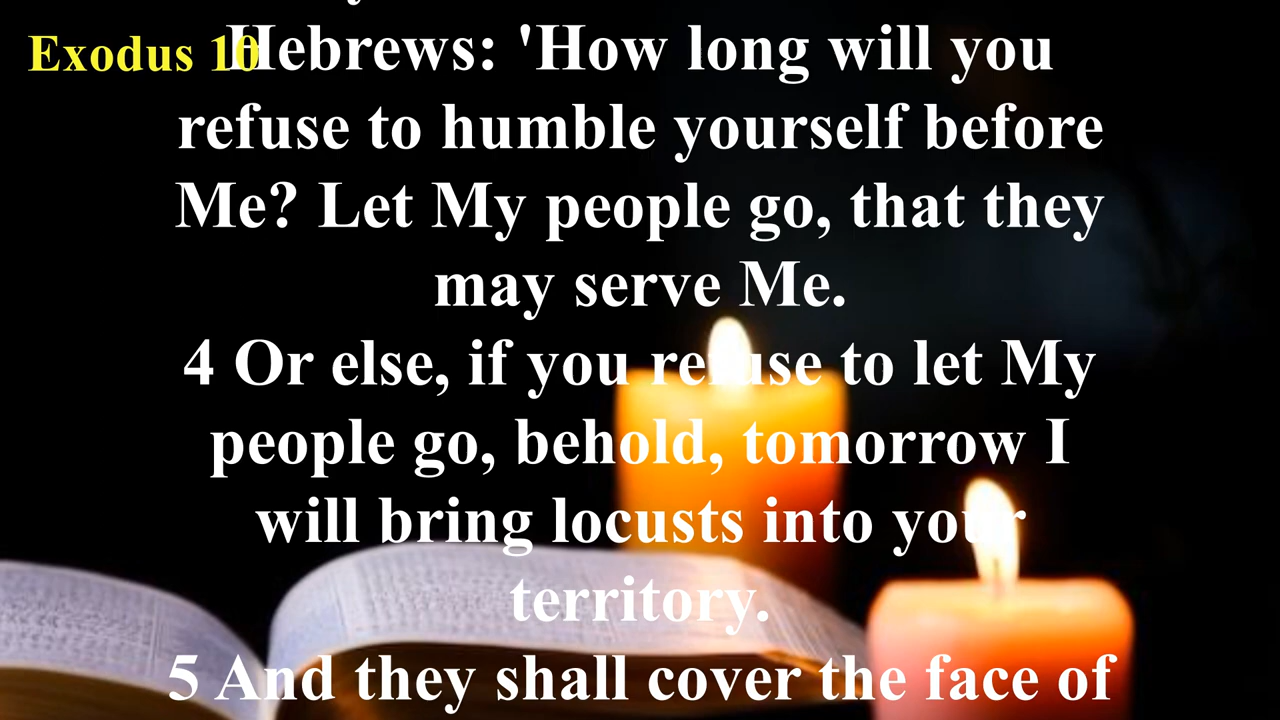 Exodus 10
Hebrews: 'How long will you
refuse to humble yourself before
Me? Let My people go, that they
may serve Me.
4 Or else, if you refuse to let My
people go, behold, tomorrow I
will bring locusts into your
territory.
5 And they shall cover the face of